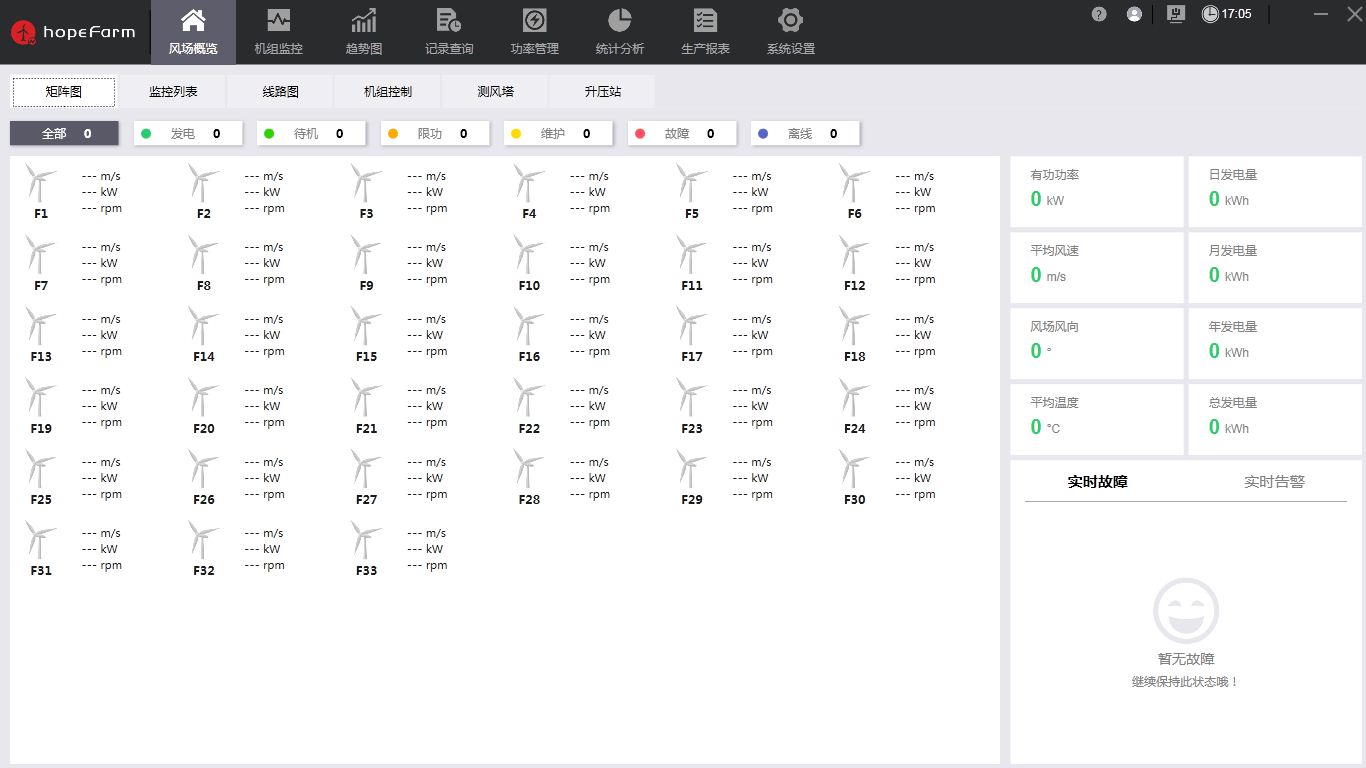 hopeFarm
风场概览 机组监控 趋势图 记录查询 功率管理 统计分析 生产报表 系统设置 ? 17:05
矩阵图 监控列表 线路图 机组控制 测风塔 升压站
全部 0 发电 0 待机 0 限功 0 维护 0 故障 0 离线 0
--- m/s --- m/s --- m/s --- m/s --- m/s --- m/s
--- kW --- kW --- kW --- kW --- kW --- kW
F1 --- rpm F2 --- rpm F3 --- rpm F4 --- rpm F5 --- rpm F6 --- rpm
--- m/s --- m/s --- m/s --- m/s --- m/s --- m/s
--- kW --- kW --- kW --- kW --- kW --- kW
F7 --- rpm F8 --- rpm F9 --- rpm F10 --- rpm F11 --- rpm F12 --- rpm
--- m/s --- m/s --- m/s --- m/s --- m/s --- m/s
--- kW --- kW --- kW --- kW --- kW --- kW
F13 --- rpm F14 --- rpm F15 --- rpm F16 --- rpm F17 --- rpm F18 --- rpm
--- m/s --- m/s --- m/s --- m/s --- m/s --- m/s
--- kW --- kW --- kW --- kW --- kW --- kW
F19 --- rpm F20 --- rpm F21 --- rpm F22 --- rpm F23 --- rpm F24 --- rpm
--- m/s --- m/s --- m/s --- m/s --- m/s --- m/s
--- kW --- kW --- kW --- kW --- kW --- kW
F25 --- rpm F26 --- rpm F27 --- rpm F28 --- rpm F29 --- rpm F30 --- rpm
--- m/s --- m/s --- m/s
--- kW --- kW --- kW
F31 --- rpm F32 --- rpm F33 --- rpm
有功功率 日发电量
0 kW 0 kWh
平均风速 月发电量
0 m/s 0 kWh
风场风向 年发电量
0 ° 0 kWh
平均温度 总发电量
0 °C 0 kWh
实时故障 实时告警
暂无故障
继续保持此状态哦！